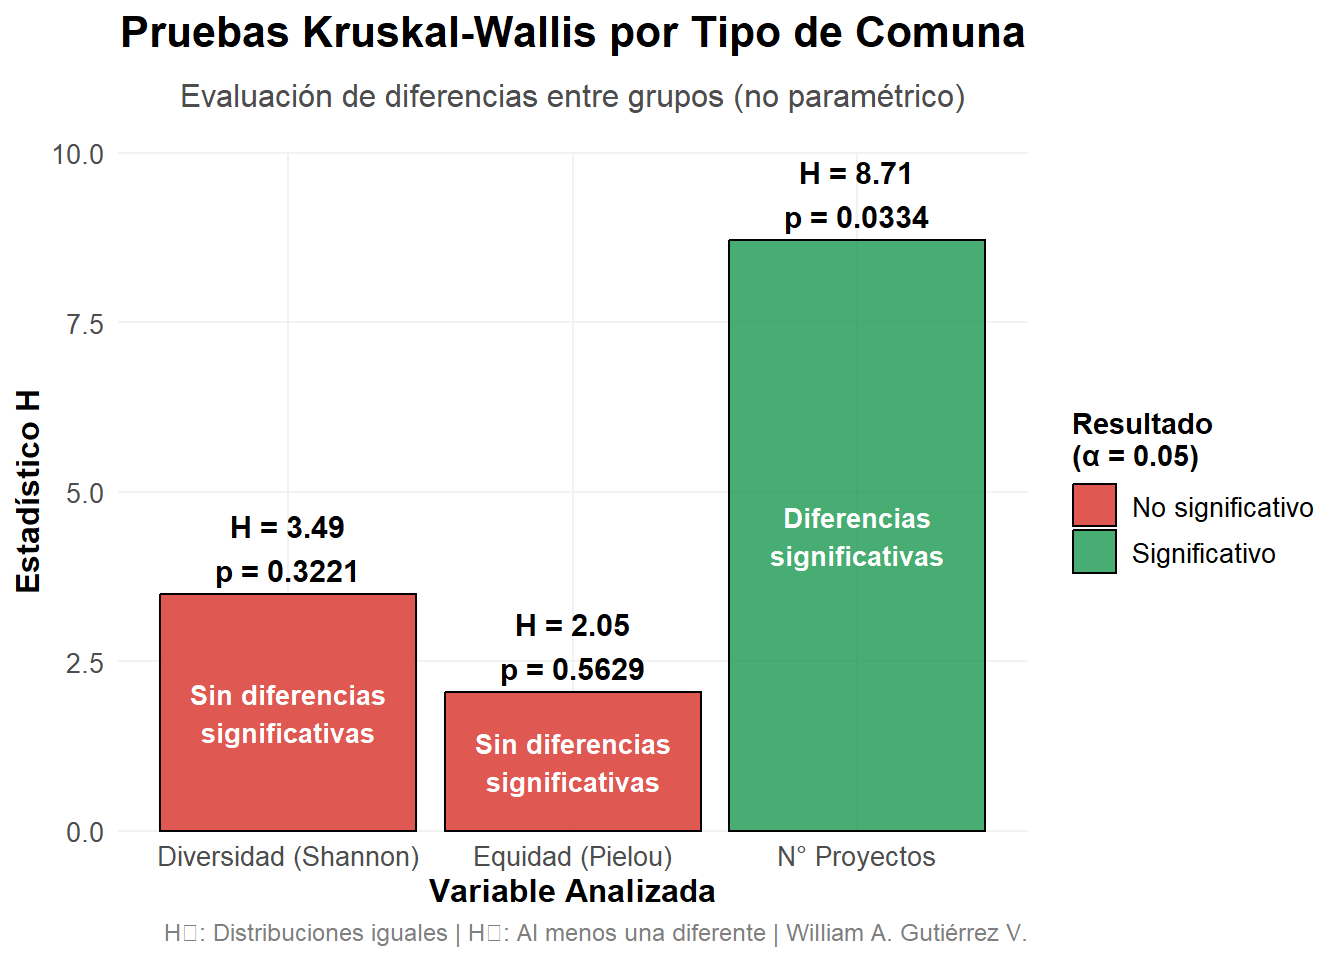 Pruebas Kruskal-Wallis por Tipo de Comuna
Evaluación de diferencias entre grupos (no paramétrico)
Estadístico H
10.0
7.5
5.0
2.5
0.0
H = 3.49
p = 0.3221
Sin diferencias
significativas
H = 2.05
p = 0.5629
Sin diferencias
significativas
H = 8.71
p = 0.0334
Diferencias
significativas
Diversidad (Shannon)
Equidad (Pielou)
N° Proyectos
Variable Analizada
Resultado
(α = 0.05)
No significativo
Significativo
H▯: Distribuciones iguales | H▯: Al menos una diferente | William A. Gutiérrez V.